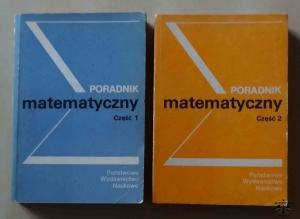 PORADNIK
matematyczny
Część 1
Państwowe
Wydawnictwo
Naukowe
PORADNIK
matematyczny
Część 2
Państwowe
Wydawnictwo
Naukowe